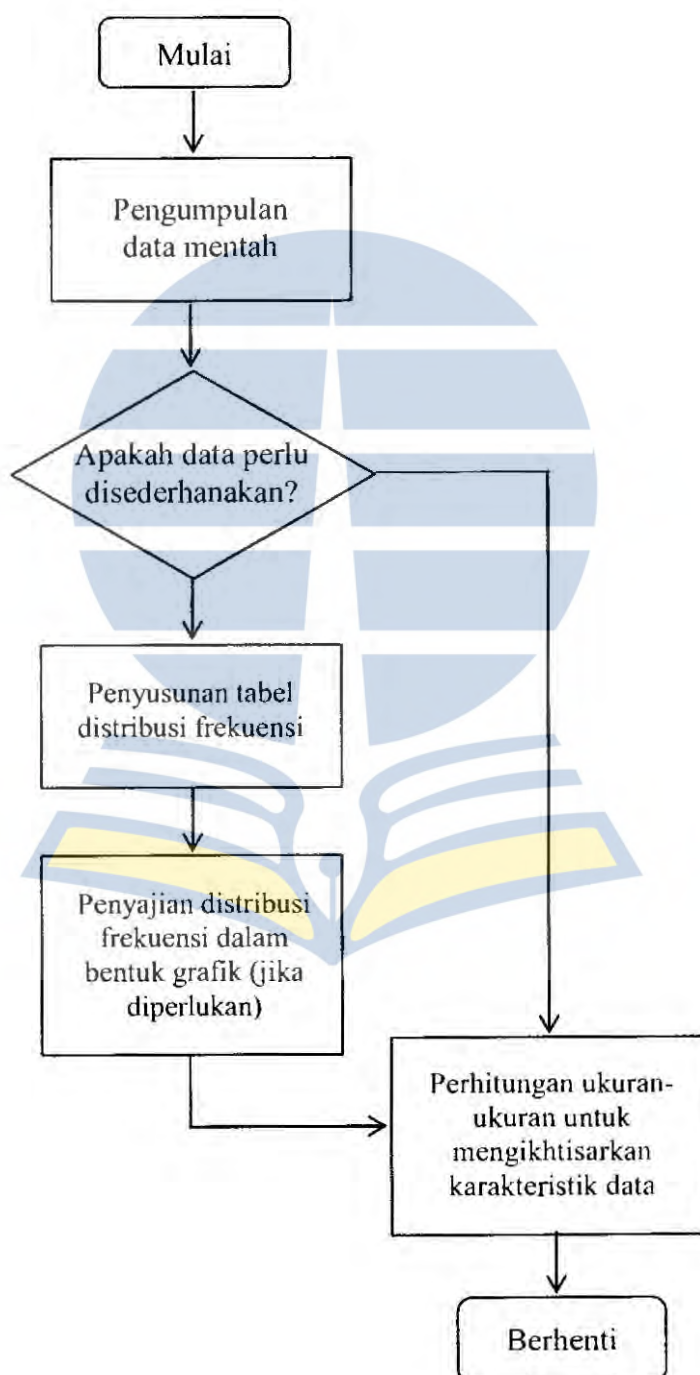 Mulai
Pengumpulan
data mentah
Apakah data perlu
disederhanakan?
Penyusunan tabel
distribusi frekuensi
Penyajian distribusi
frekuensi dalam
bentuk grafik (jika
diperlukan)
Perhitungan ukuran-
ukuran untuk
mengikhtisarkan
karakteristik data
Berhenti